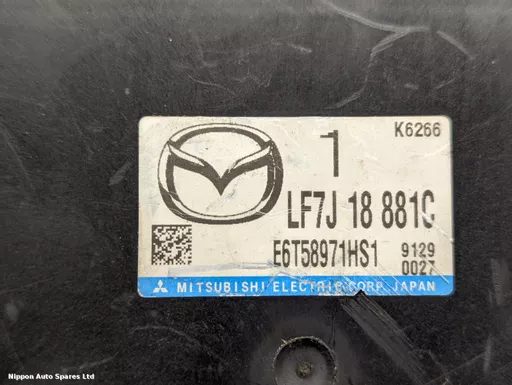 K6266
1
LF7J 18 881C
E6T58971HS1
9129
0027
MITSUBISHI ELECTRIC CORP. JAPAN
Nippon Auto Spares Ltd